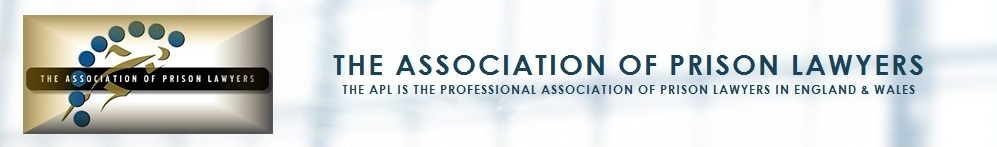 THE ASSOCIATION OF PRISON LAWYERS
THE ASSOCIATION OF PRISON LAWYERS
THE APL IS THE PROFESSIONAL ASSOCIATION OF PRISON LAWYERS IN ENGLAND & WALES